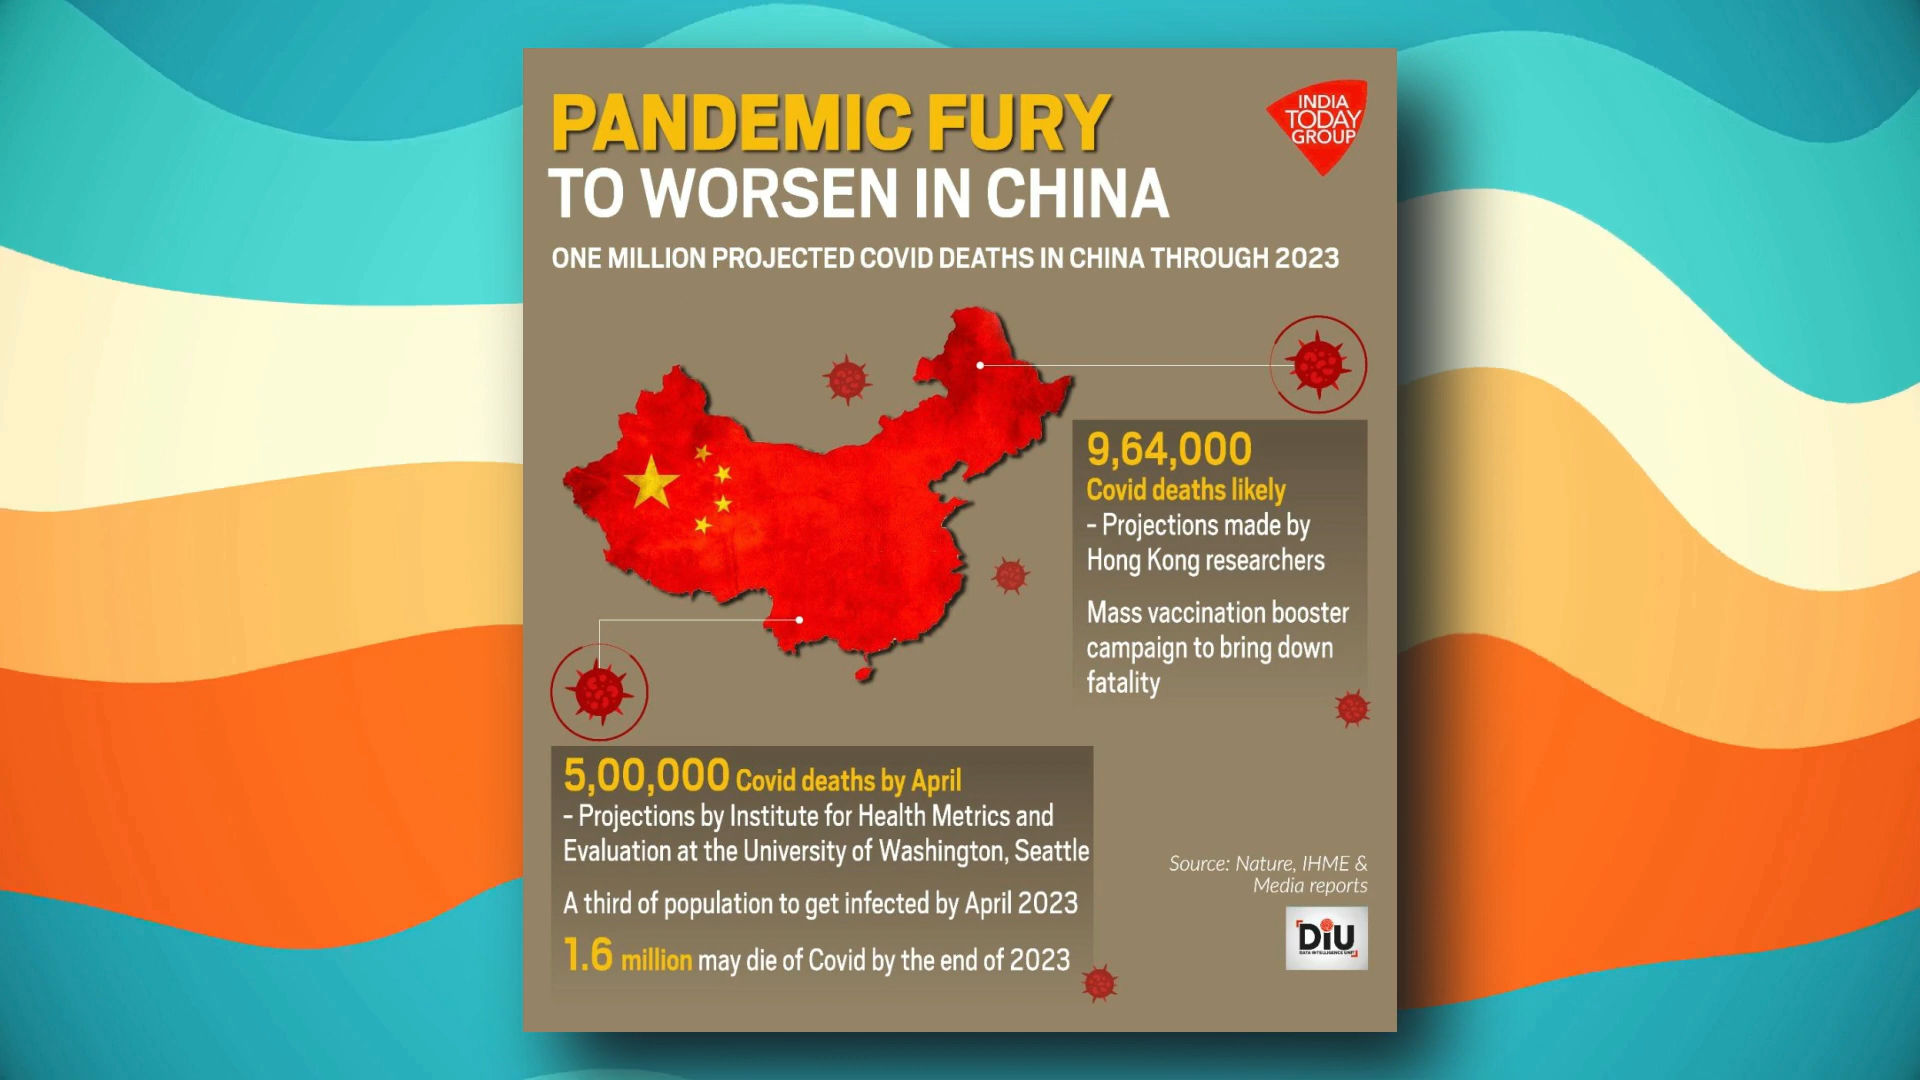 PANDEMIC FURY
TO WORSEN IN CHINA
INDIA
TODAY
GROUP
ONE MILLION PROJECTED COVID DEATHS IN CHINA THROUGH 2023
9,64,000
Covid deaths likely
- Projections made by
Hong Kong researchers
Mass vaccination booster
campaign to bring down
fatality
5,00,000 Covid deaths by April
- Projections by Institute for Health Metrics and
Evaluation at the University of Washington, Seattle
A third of population to get infected by April 2023
1.6 million may die of Covid by the end of 2023
Source: Nature, IHME &
Media reports
DiU
DATA INTELLIGENCE UNIT